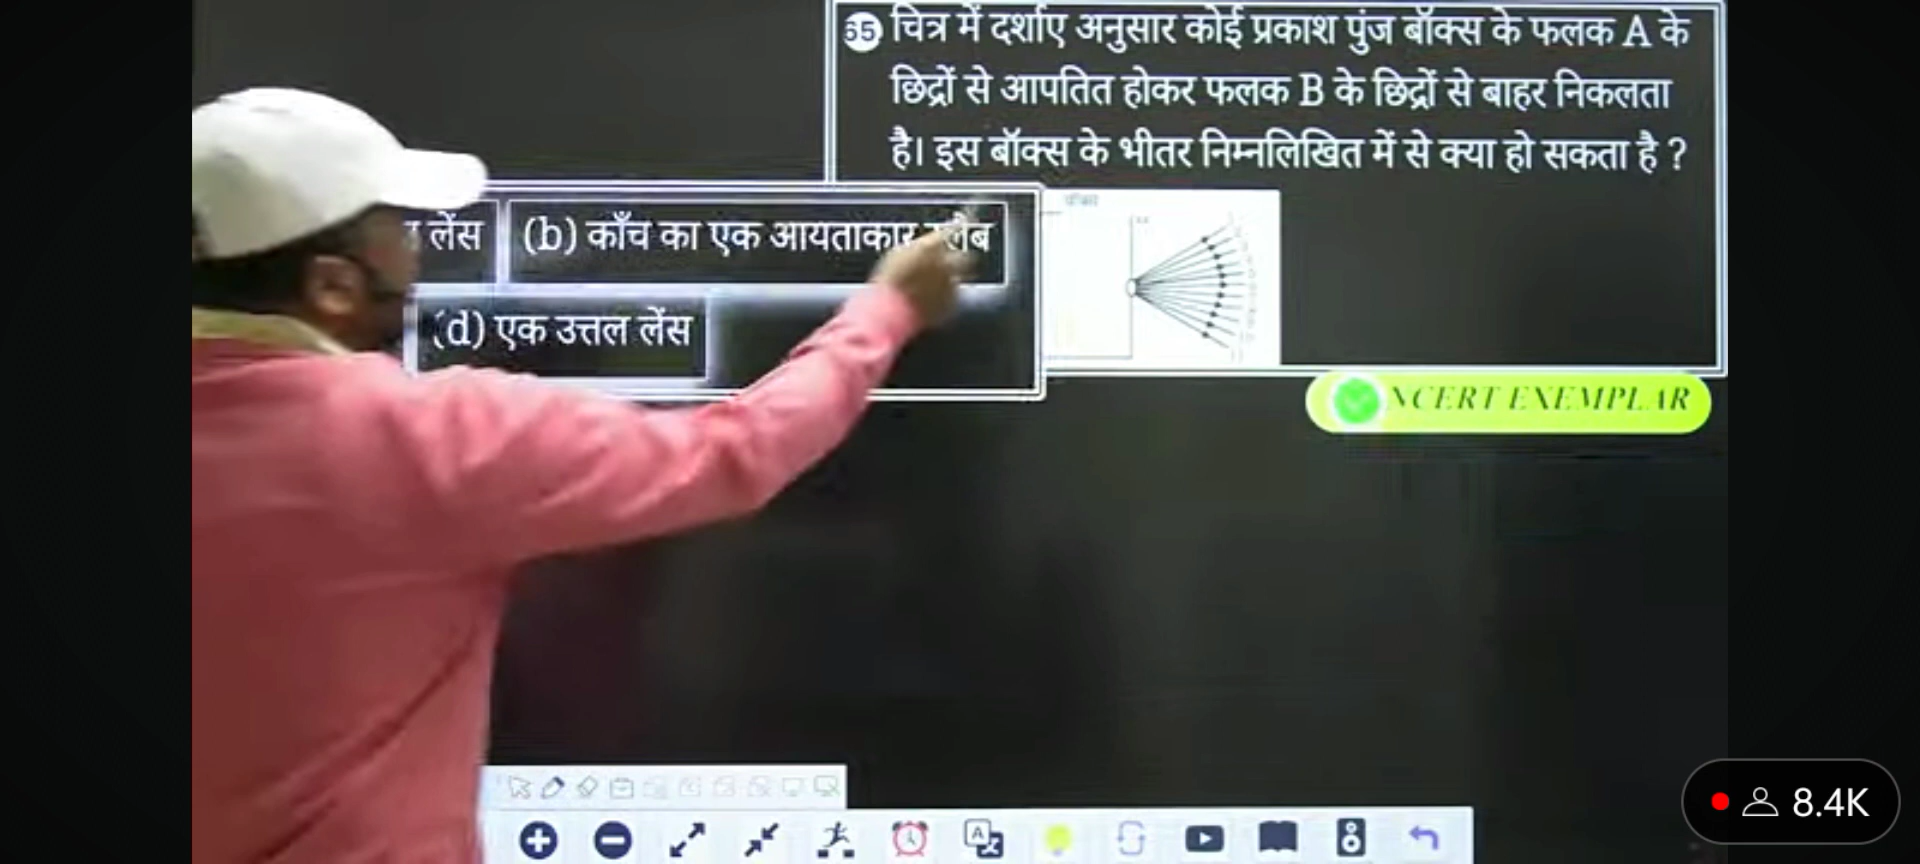 65 चित्र में दर्शाए अनुसार कोई प्रकाश पुंज बॉक्स के फलक A के
छिद्रों से आपतित होकर फलक B के छिद्रों से बाहर निकलता
है। इस बॉक्स के भीतर निम्नलिखित में से क्या हो सकता है ?
लेंस
(b) काँच का एक आयताकार
(d) एक उत्तल लेंस
NCERT EXEMPLAR
8.4K